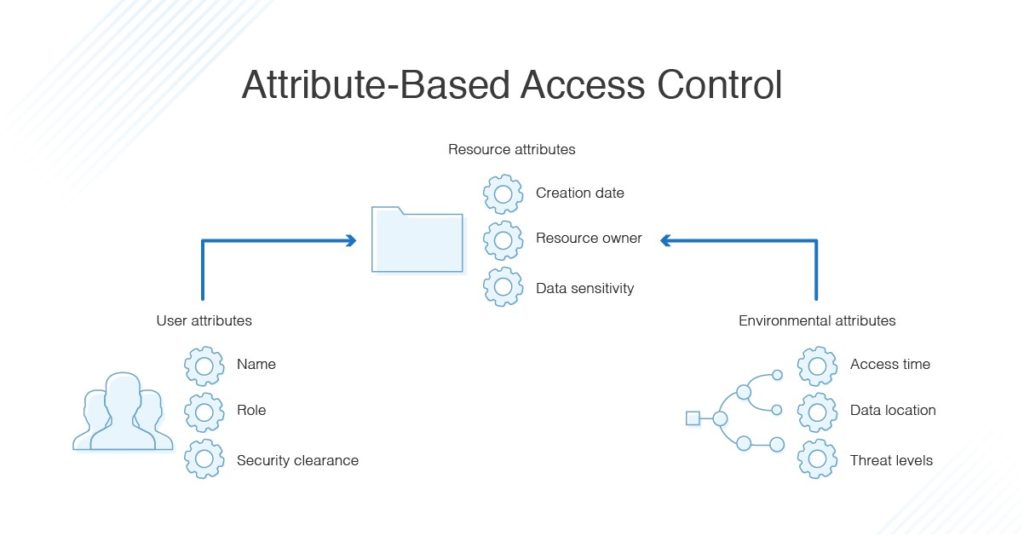 Attribute-Based Access Control
Resource attributes
Creation date
Resource owner
Data sensitivity
User attributes
Name
Role
Security clearance
Environmental attributes
Access time
Data location
Threat levels